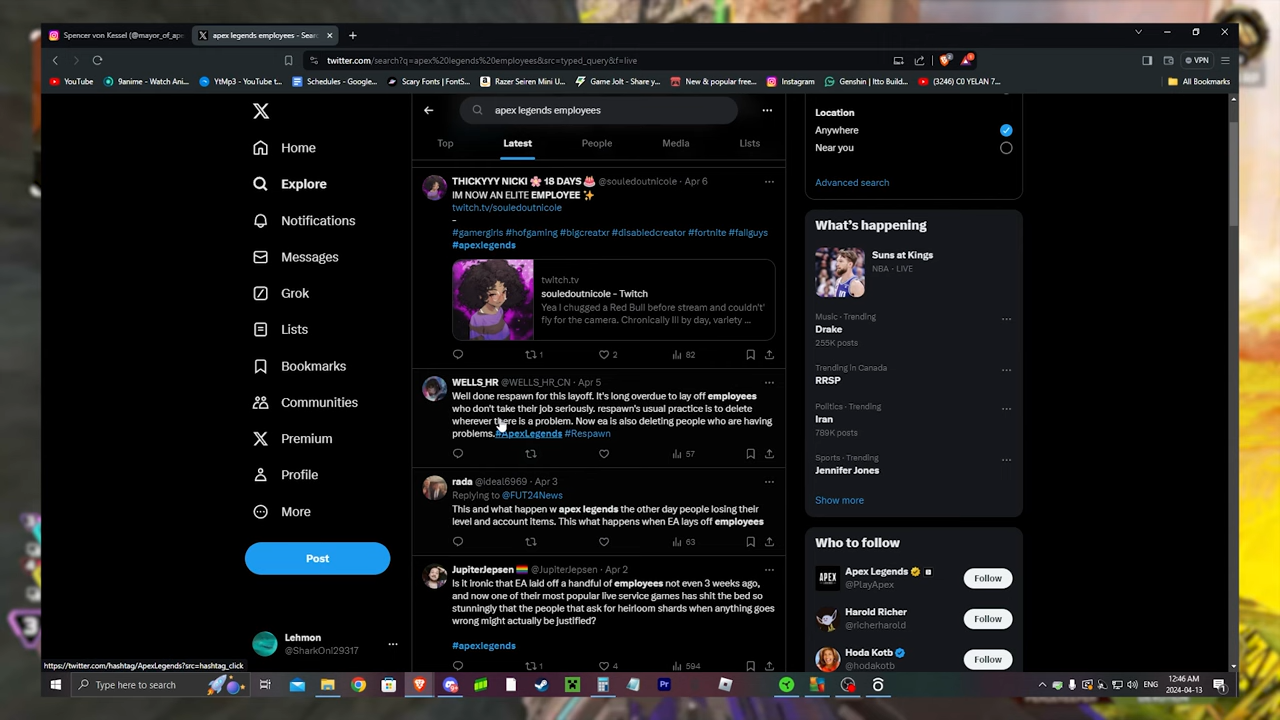 Spencer von Kessel (@mayor_of_ape
apex legends employees - Searc
twitter.com/search?q=apex%20legends%20employees&src=typed_query&f=live
VPN
YouTube
9anime - Watch Ani...
YtMp3 - YouTube t...
Schedules - Google...
Scary Fonts | FontS...
Razer Seiren Mini U...
Game Jolt - Share y...
New & popular free...
Instagram
Genshin | Itto Build...
(3246) C0 YELAN 7...
All Bookmarks
Home
Explore
Notifications
Messages
Grok
Lists
Bookmarks
Communities
Premium
Profile
More
Post
Lehmon
@SharkOnl29317
apex legends employees
Top
Latest
People
Media
Lists
THICKYYY NICKI 🌸 18 DAYS 🎂 @souledoutnicole · Apr 6
IM NOW AN ELITE EMPLOYEE ✨
twitch.tv/souledoutnicole
-
#gamergirls #hofgaming #bigcreatxr #disabledcreator #fortnite #fallguys
#apexlegends
twitch.tv
souledoutnicole - Twitch
Yea I chugged a Red Bull before stream and couldn't'
fly for the camera. Chronically Ill by day, variety ...
1
2
82
WELLS_HR @WELLS_HR_CN · Apr 5
Well done respawn for this layoff. It's long overdue to lay off employees
who don't take their job seriously. respawn's usual practice is to delete
wherever there is a problem. Now ea is also deleting people who are having
problems.#ApexLegends #Respawn
57
rada @ideal6969 · Apr 3
Replying to @FUT24News
This and what happen w apex legends the other day people losing their
level and account items. This what happens when EA lays off employees
63
JupiterJepsen 🏳️‍🌈 @JupiterJepsen · Apr 2
Is it Ironic that EA laid off a handful of employees not even 3 weeks ago,
and now one of their most popular live service games has shit the bed so
stunningly that the people that ask for heirloom shards when anything goes
wrong might actually be justified?
#apexlegends
1
4
594
Location
Anywhere
Near you
Advanced search
What's happening
Suns at Kings
NBA · LIVE
Music · Trending
Drake
255K posts
Trending in Canada
RRSP
Politics · Trending
Iran
789K posts
Sports · Trending
Jennifer Jones
Show more
Who to follow
APEX
Apex Legends
@PlayApex
Follow
Harold Richer
@richerharold
Follow
Hoda Kotb
@hodakotb
Follow
https://twitter.com/hashtag/ApexLegends?src=hashtag_click
Type here to search
Pr
ENG
12:46 AM
2024-04-13
1